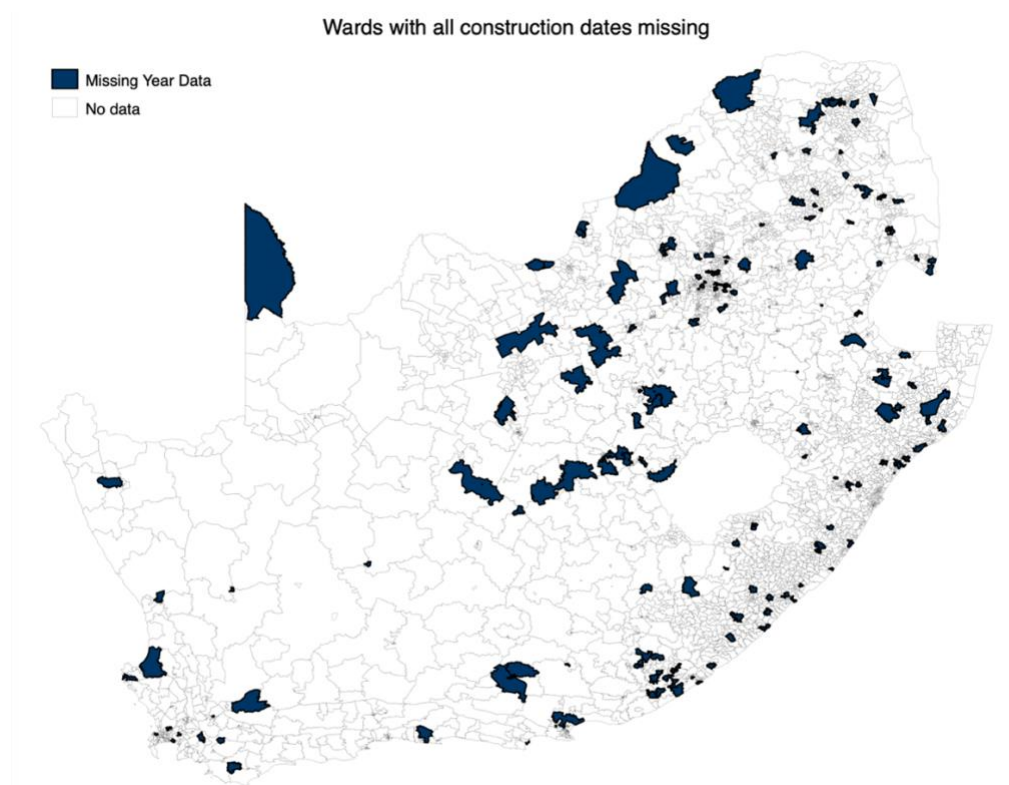 Wards with all construction dates missing
Missing Year Data
No data